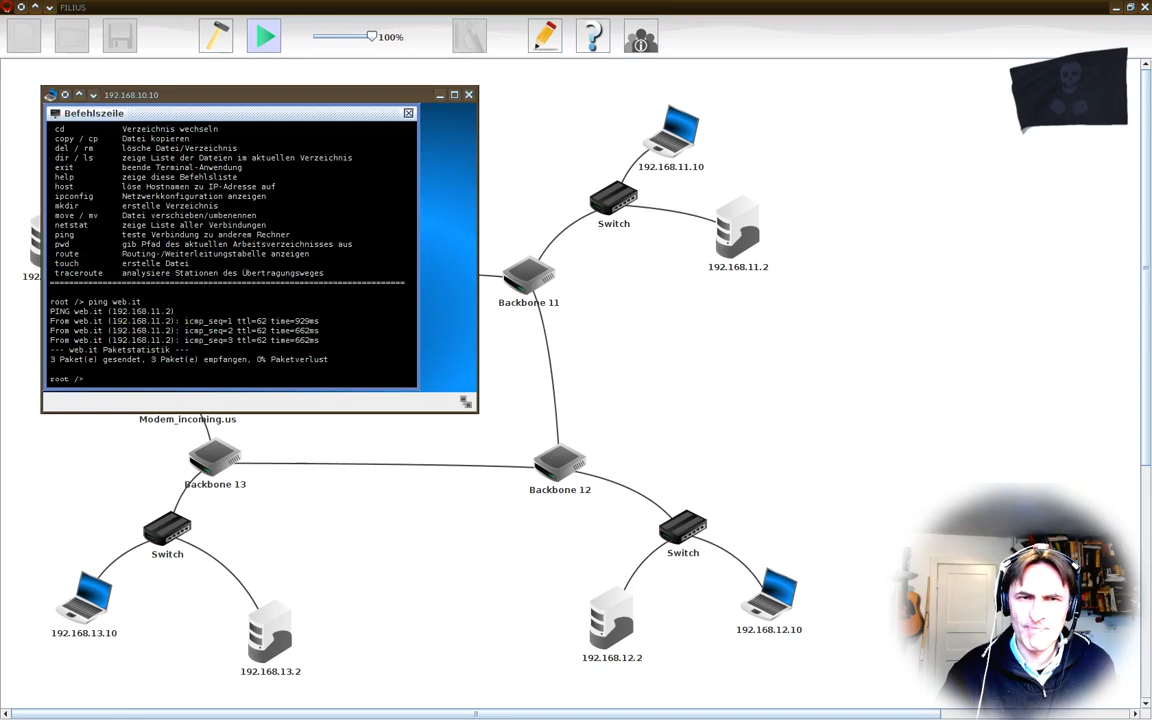 FILIUS
100%
192.168.10.10
Befehlszeile
cd Verzeichnis wechseln
copy / cp Datei kopieren
del / rm lösche Datei/Verzeichnis
dir / ls zeige Liste der Dateien im aktuellen Verzeichnis
exit beende Terminal-Anwendung
help zeige diese Befehlsliste
host löse Hostnamen zu IP-Adresse auf
ipconfig Netzwerkkonfiguration anzeigen
mkdir erstelle Verzeichnis
move / mv Datei verschieben/umbenennen
netstat zeige Liste aller Verbindungen
ping teste Verbindung zu anderem Rechner
pwd gib Pfad des aktuellen Arbeitsverzeichnisses aus
route Routing-/Weiterleitungstabelle anzeigen
touch erstelle Datei
traceroute analysiere Stationen des Übertragungsweges
root /> ping web.it
PING web.it (192.168.11.2)
From web.it (192.168.11.2): icmp_seq=1 ttl=62 time=929ms
From web.it (192.168.11.2): icmp_seq=2 ttl=62 time=662ms
From web.it (192.168.11.2): icmp_seq=3 ttl=62 time=662ms
--- web.it Paketstatistik ---
3 Paket(e) gesendet, 3 Paket(e) empfangen, 0% Paketverlust
root />
192.168.11.10
Switch
192.168.11.2
192.
Backbone 11
Modem_incoming.us
Backbone 13
Backbone 12
Switch
Switch
192.168.13.10
192.168.13.2
192.168.12.2
192.168.12.10